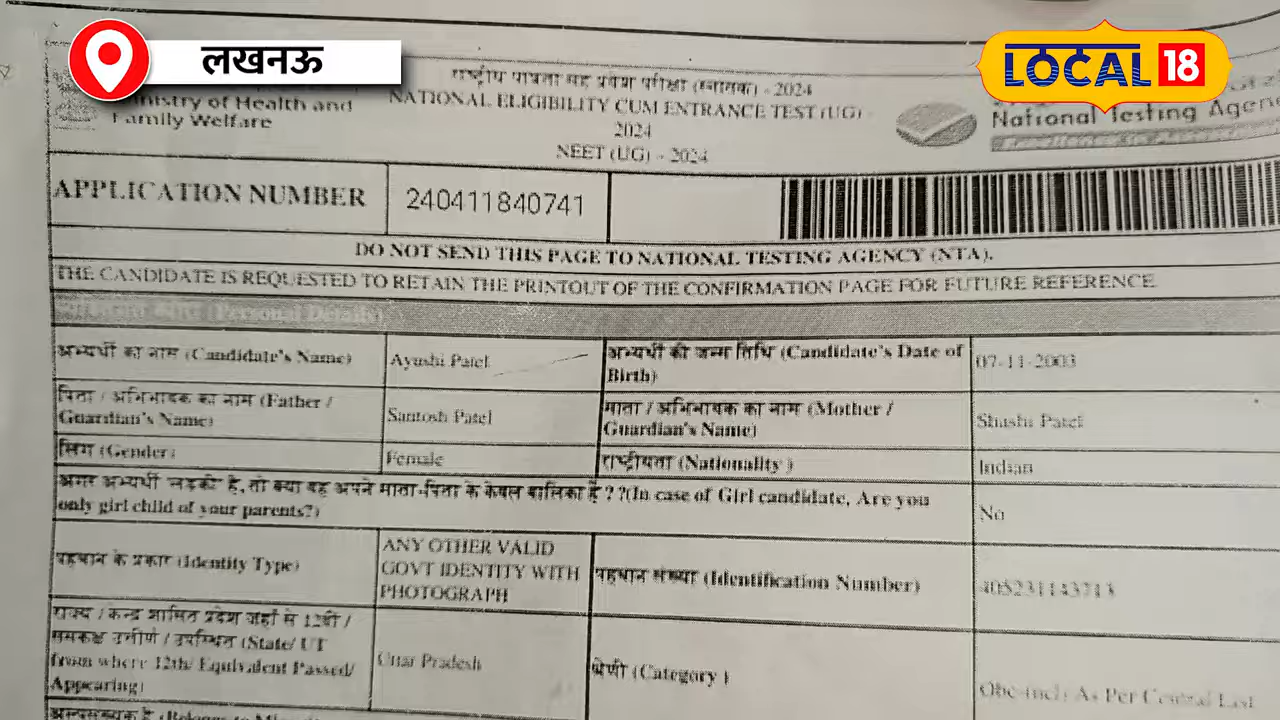 लखनऊ
LOCAL 18
राष्ट्रीय पात्रता सह प्रवेश परीक्षा (स्नातक) - 2024
Ministry of Health and
Family Welfare
NATIONAL ELIGIBILITY CUM ENTRANCE TEST (UG) -
2024
NEET (UG) - 2024
National Testing Agency
APPLICATION NUMBER 240411840741
DO NOT SEND THIS PAGE TO NATIONAL TESTING AGENCY (NTA).
THE CANDIDATE IS REQUESTED TO RETAIN THE PRINTOUT OF THE CONFIRMATION PAGE FOR FUTURE REFERENCE
(Personal Details)
अभ्यर्थी का नाम (Candidate's Name) Ayushi Patel अभ्यर्थी की जन्म तिथि (Candidate's Date of
Birth) 07-11-2003
पिता / अभिभावक का नाम (Father /
Guardian's Name) Santosh Patel माता / अभिभावक का नाम (Mother /
Guardian's Name) Shashi Patel
लिंग (Gender) Female राष्ट्रीयता (Nationality ) Indian
अगर अभ्यर्थी लड़की है, तो क्या वह अपने माता-पिता के केवल बालिका है ? ?(In case of Girl candidate, Are you
only girl child of your parents?) No
पहचान के प्रकार (Identity Type) ANY OTHER VALID
GOVT IDENTITY WITH
PHOTOGRAPH पहचान संख्या (Identification Number) 405231143713
राज्य / केन्द्र शासित प्रदेश जहाँ से 12वीं /
समकक्ष उत्तीर्ण / उपस्थित (State/ UT
from where 12th/ Equivalent Passed/
Appearing) Uttar Pradesh श्रेणी (Category ) As Per Central List